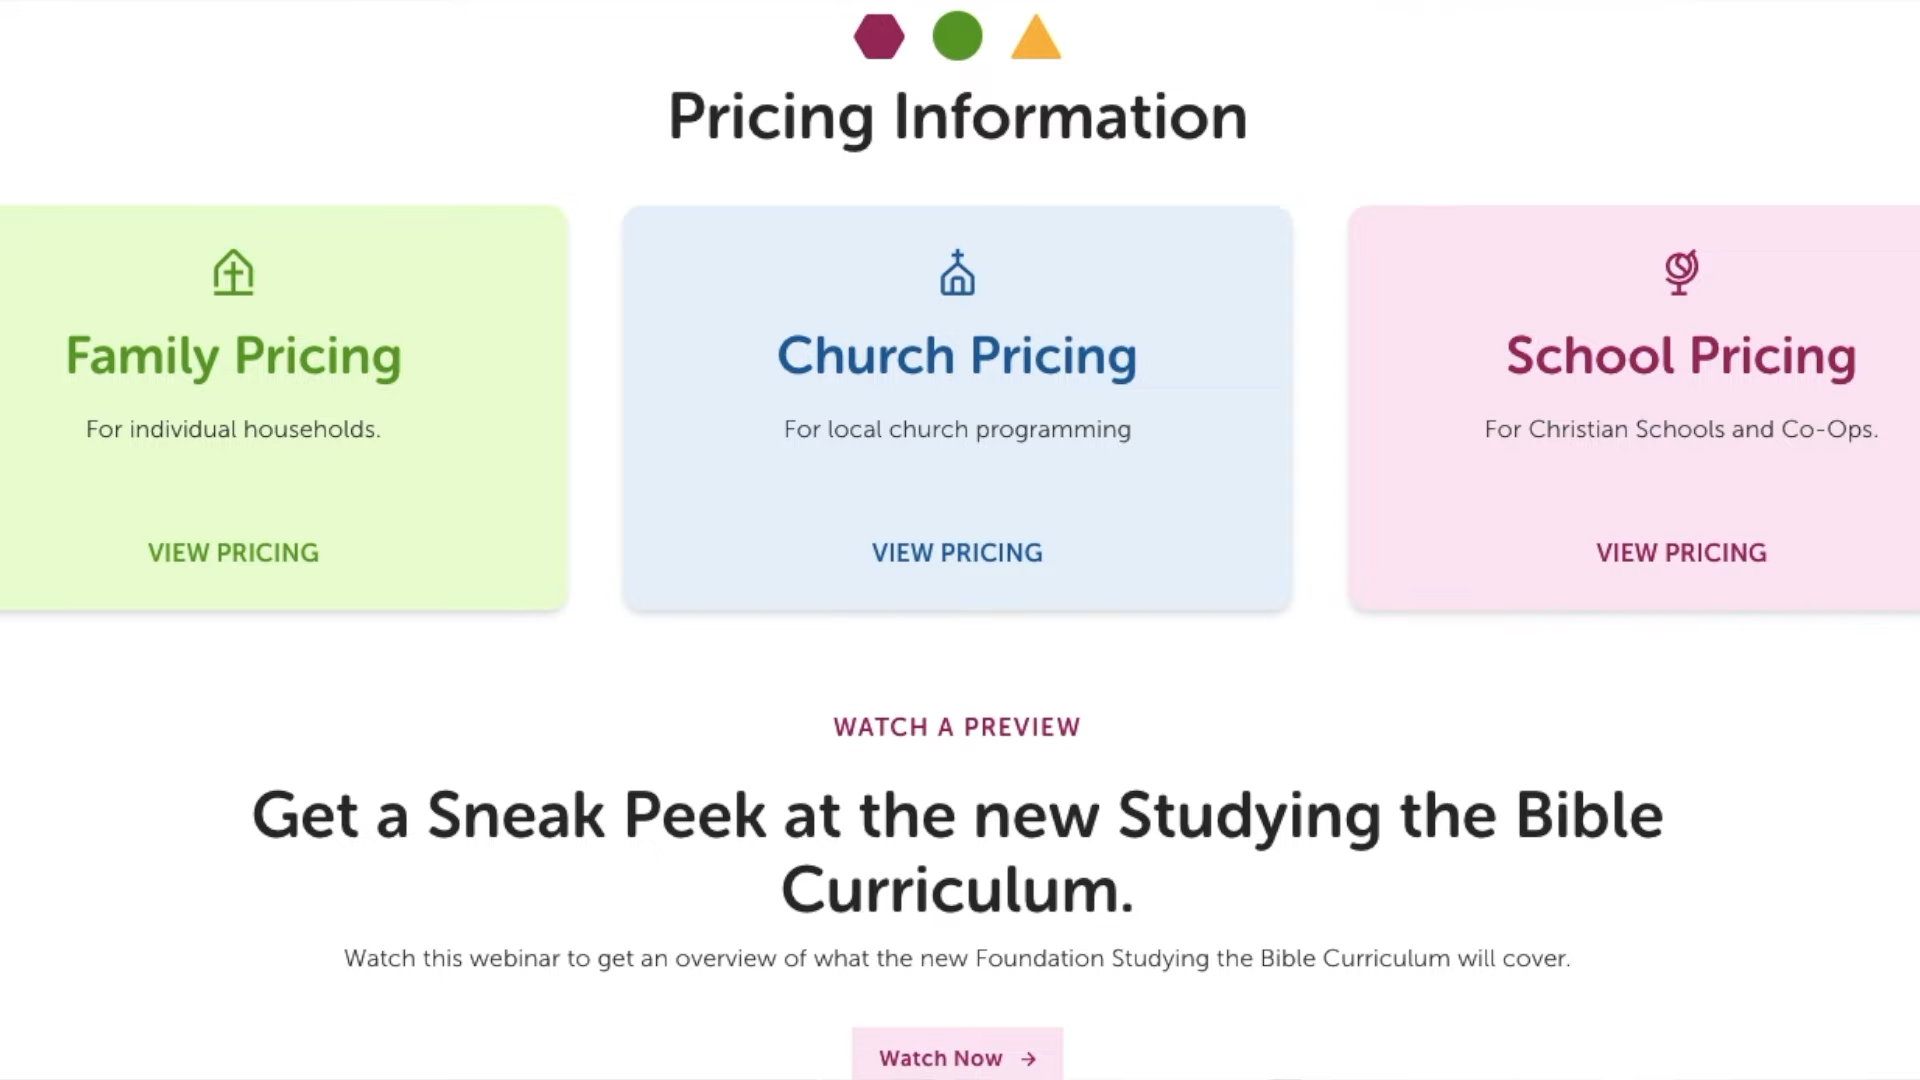 Pricing Information
Family Pricing
For individual households.
VIEW PRICING
Church Pricing
For local church programming
VIEW PRICING
School Pricing
For Christian Schools and Co-Ops.
VIEW PRICING
WATCH A PREVIEW
Get a Sneak Peek at the new Studying the Bible
Curriculum.
Watch this webinar to get an overview of what the new Foundation Studying the Bible Curriculum will cover.
Watch Now →